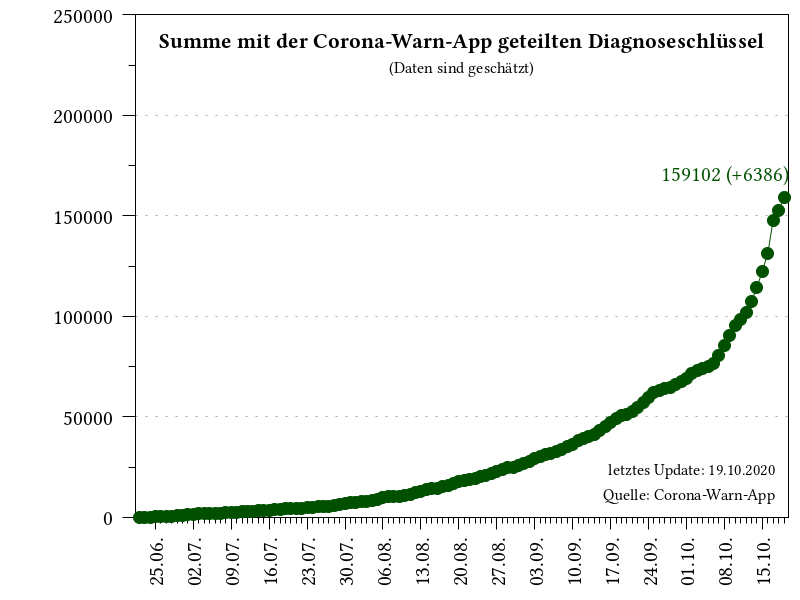 Summe mit der Corona-Warn-App geteilten Diagnoseschlüssel
(Daten sind geschätzt)
250000
200000
159102 (+6386)
150000
100000
50000
letztes Update: 19.10.2020
Quelle: Corona-Warn-App
0
25.06. 02.07. 09.07. 16.07. 23.07. 30.07. 06.08. 13.08. 20.08. 27.08. 03.09. 10.09. 17.09. 24.09. 01.10. 08.10. 15.10.